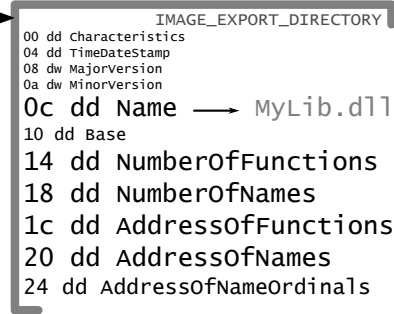 IMAGE_EXPORT_DIRECTORY
00 dd Characteristics
04 dd TimeDateStamp
08 dw MajorVersion
0a dw MinorVersion
0c dd Name → MyLib.dll
10 dd Base
14 dd NumberOfFunctions
18 dd NumberOfNames
1c dd AddressOfFunctions
20 dd AddressOfNames
24 dd AddressOfNameOrdinals